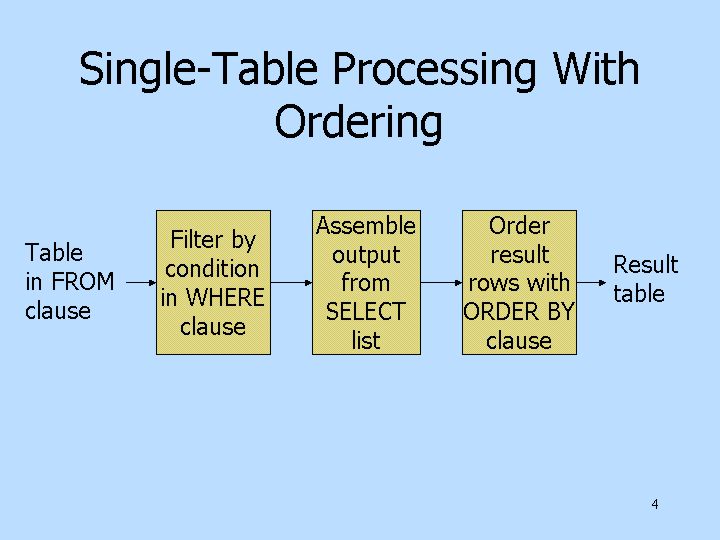 Single-Table Processing With
Ordering
Table
in FROM
clause
Filter by
condition
in WHERE
clause
Assemble
output
from
SELECT
list
Order
result
rows with
ORDER BY
clause
Result
table
4